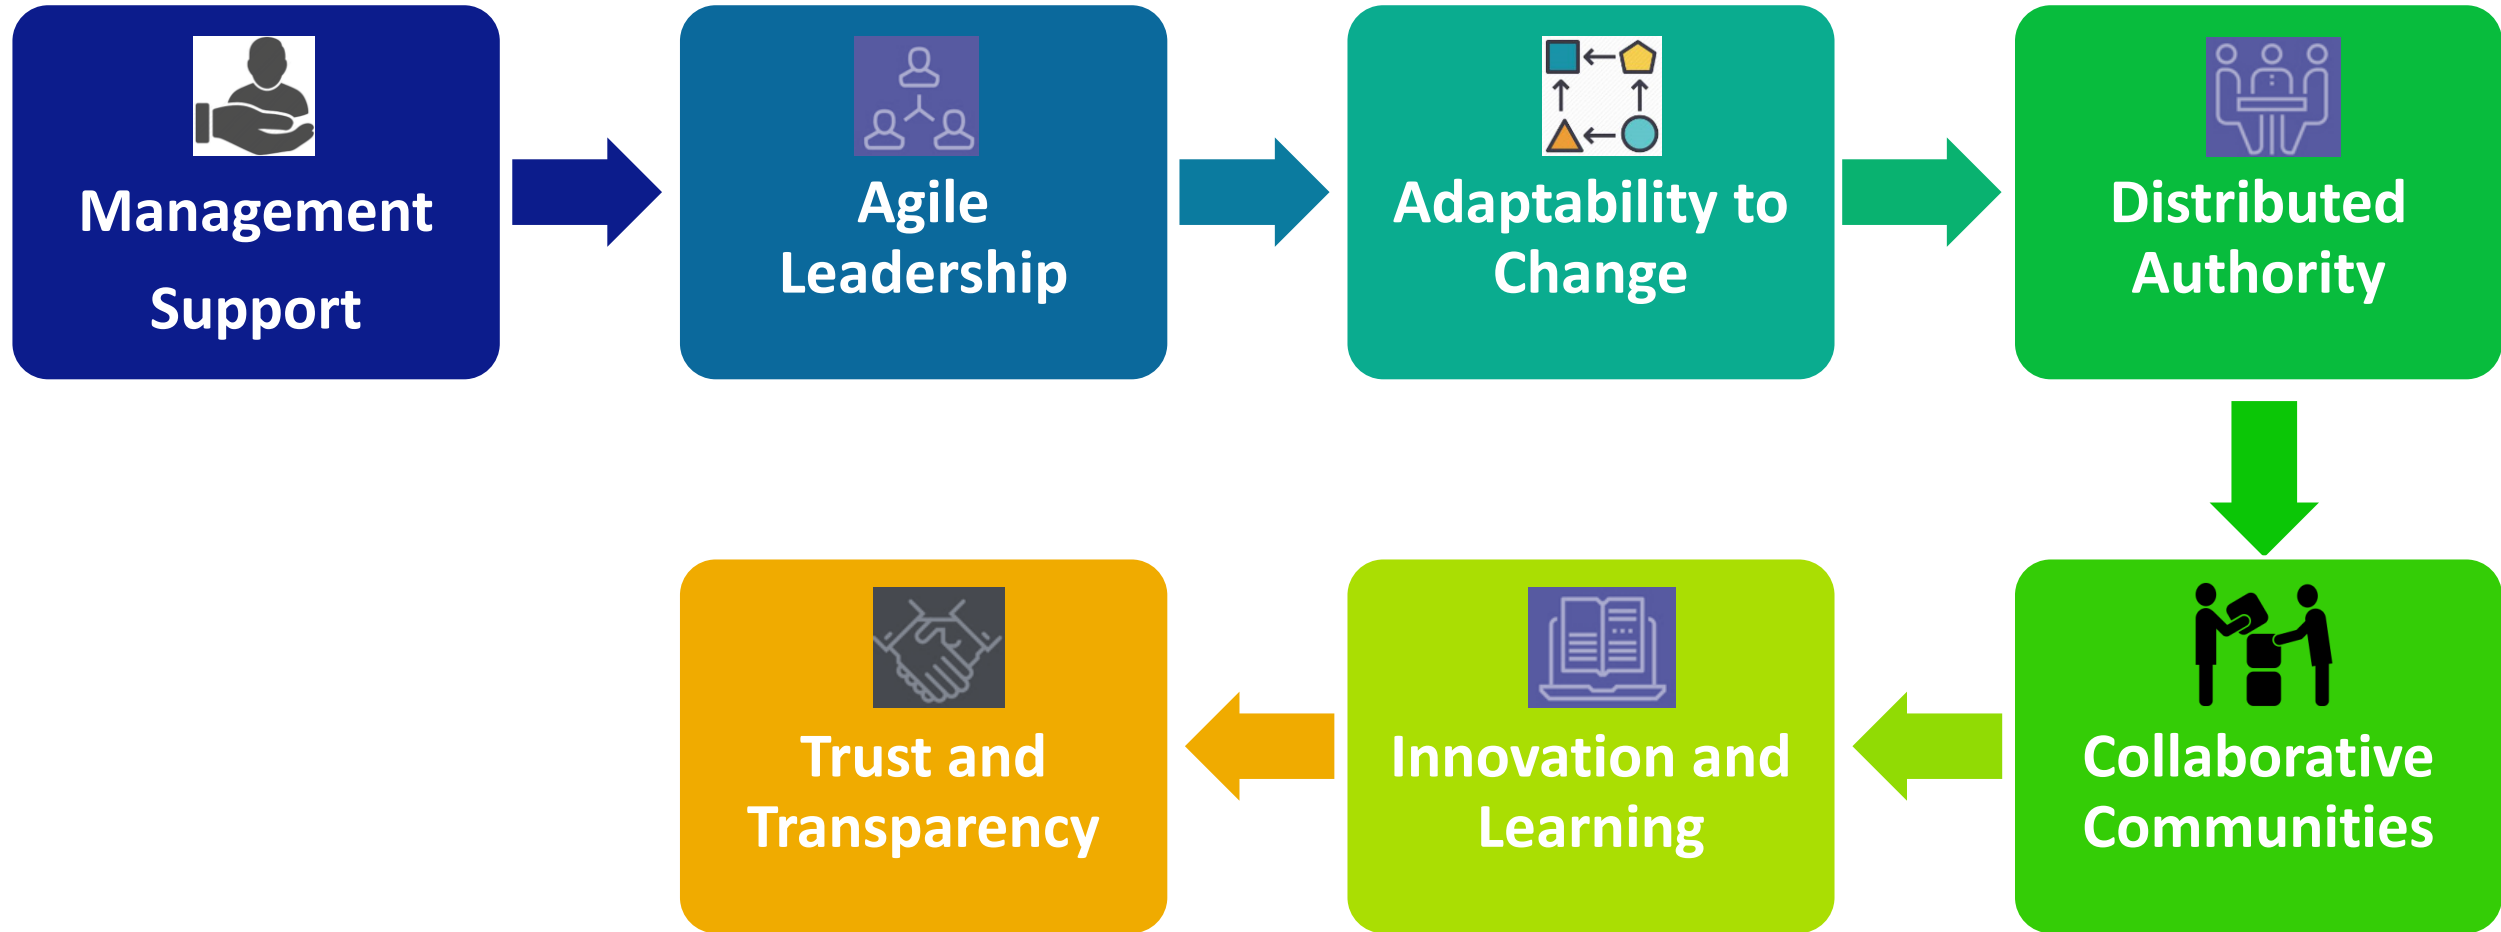 Management
Support
Agile
Leadership
Adaptability to
Change
Distributed
Authority
Collaborative
Communities
Innovation and
Learning
Trust and
Transparency